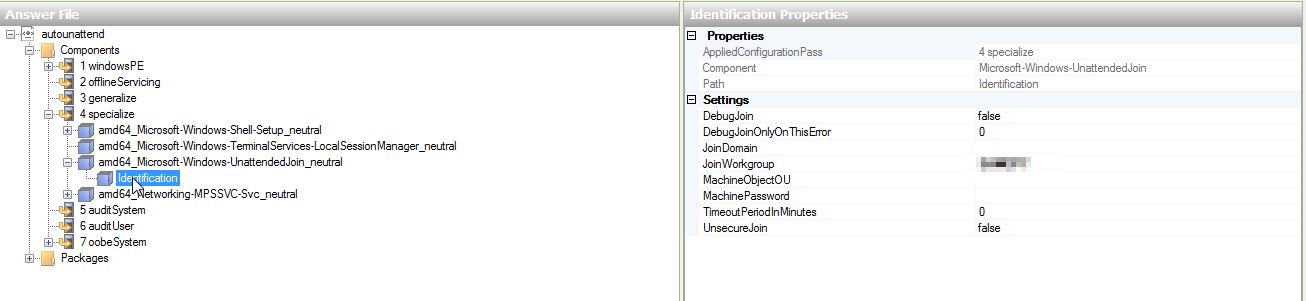 Answer File
autounattend
Components
1 windowsPE
2 offlineServicing
3 generalize
4 specialize
amd64_Microsoft-Windows-Shell-Setup_neutral
amd64_Microsoft-Windows-TerminalServices-LocalSessionManager_neutral
amd64_Microsoft-Windows-UnattendedJoin_neutral
Identification
amd64_Networking-MPSSVC-Svc_neutral
5 auditSystem
6 auditUser
7 oobeSystem
Packages
Identification Properties
Properties
AppliedConfigurationPass 4 specialize
Component Microsoft-Windows-UnattendedJoin
Path Identification
Settings
DebugJoin false
DebugJoinOnlyOnThisError 0
JoinDomain
JoinWorkgroup
MachineObjectOU
MachinePassword
TimeoutPeriodInMinutes 0
UnsecureJoin false